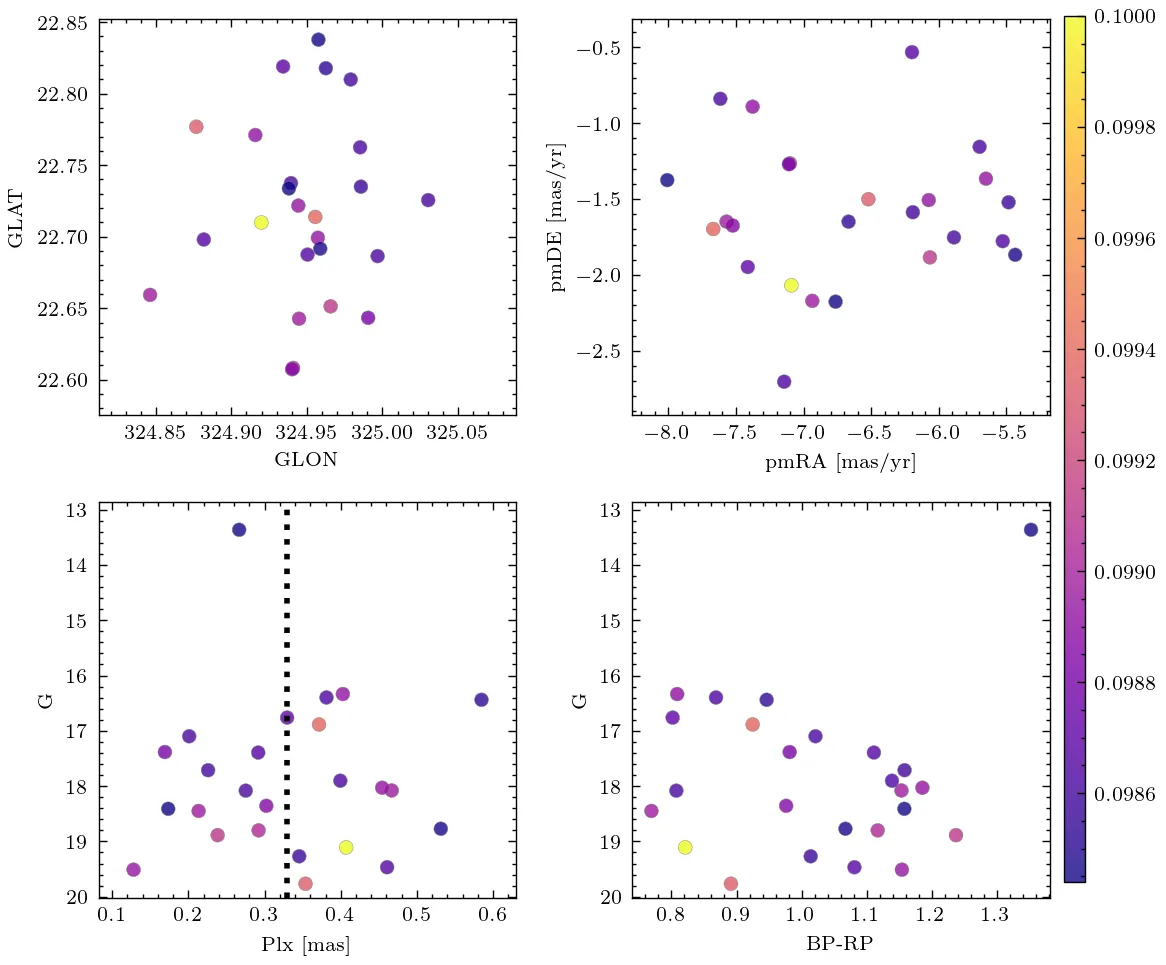 22.85
22.80
22.75
22.70
22.65
22.60
GLAT
324.85 324.90 324.95 325.00 325.05
GLON
−0.5
−1.0
−1.5
−2.0
−2.5
pmDE [mas/yr]
−8.0 −7.5 −7.0 −6.5 −6.0 −5.5
pmRA [mas/yr]
0.1000
0.0998
0.0996
0.0994
0.0992
0.0990
0.0988
0.0986
13
14
15
16
17
18
19
20
G
0.1 0.2 0.3 0.4 0.5 0.6
Plx [mas]
13
14
15
16
17
18
19
20
G
0.8 0.9 1.0 1.1 1.2 1.3
BP-RP